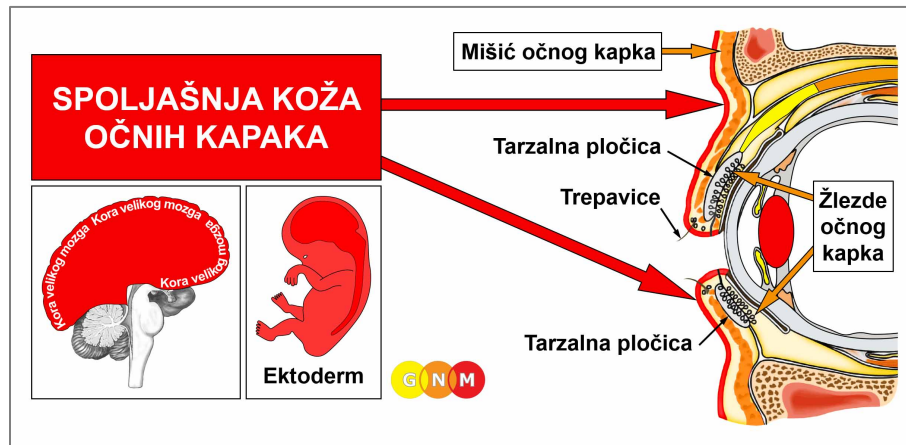 SPOLJAŠNJA KOŽA
OČNIH KAPAKA
Mišić očnog kapka
Tarzalna pločica
Trepavice
Žlezde
očnog
kapka
Tarzalna pločica
Kora velikog mozga Kora velikog mozga Kora velikog mozga
Kora velikog
Ektoderm
G N M